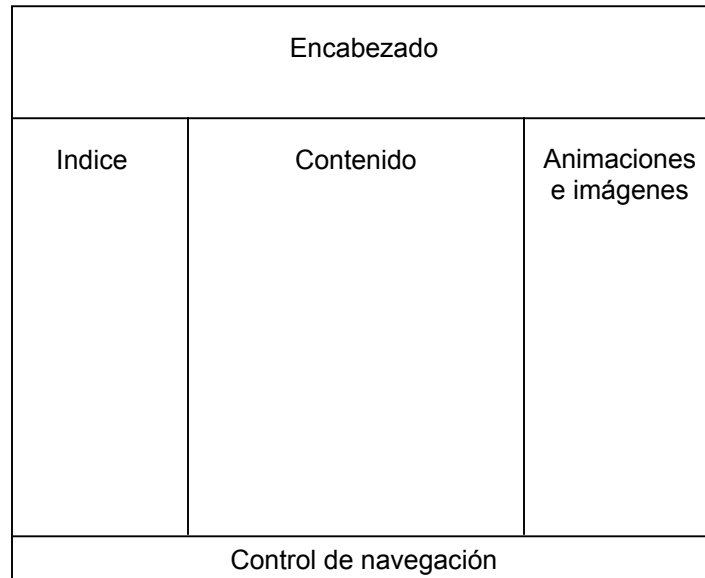 Encabezado
Indice
Contenido
Animaciones
e imágenes
Control de navegación